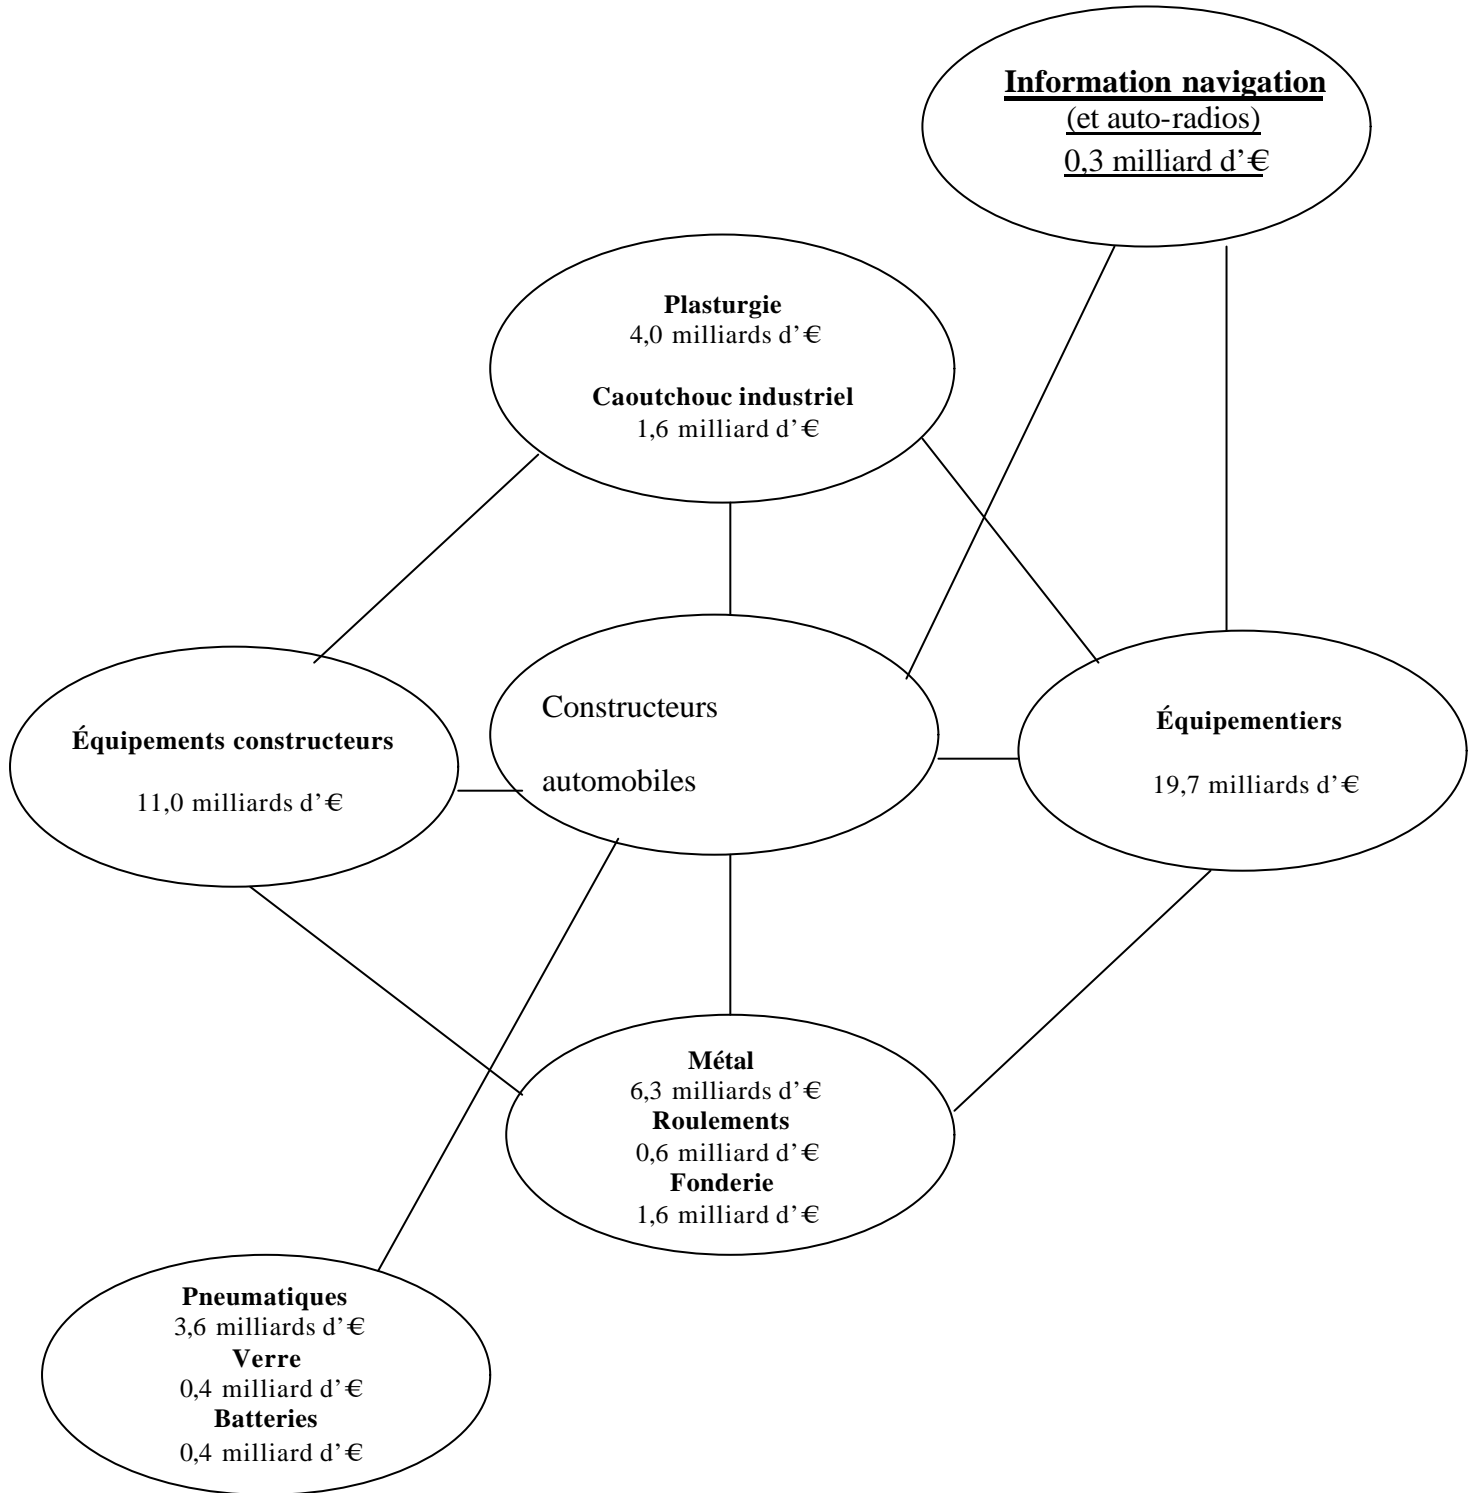 Information navigation
(et auto-radios)
0,3 milliard d’€
Plasturgie
4,0 milliards d’€
Caoutchouc industriel
1,6 milliard d’€
Constructeurs
automobiles
Équipements constructeurs
11,0 milliards d’€
Équipementiers
19,7 milliards d’€
Métal
6,3 milliards d’€
Roulements
0,6 milliard d’€
Fonderie
1,6 milliard d’€
Pneumatiques
3,6 milliards d’€
Verre
0,4 milliard d’€
Batteries
0,4 milliard d’€